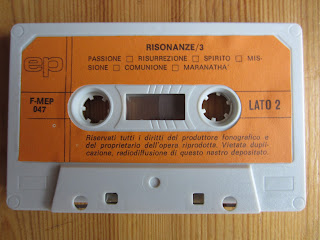 RISONANZE/3
ep
PASSIONE □ RISURREZIONE □ SPIRITO □ MIS-
SIONE □ COMUNIONE □ MARANATHA'
F-MEP
047
LATO 2
Riservati tutti i diritti del produttore fonografico e
del proprietario dell'opera riprodotta. Vietata dupli-
cazione, radiodiffusione di questo nastro depositato.